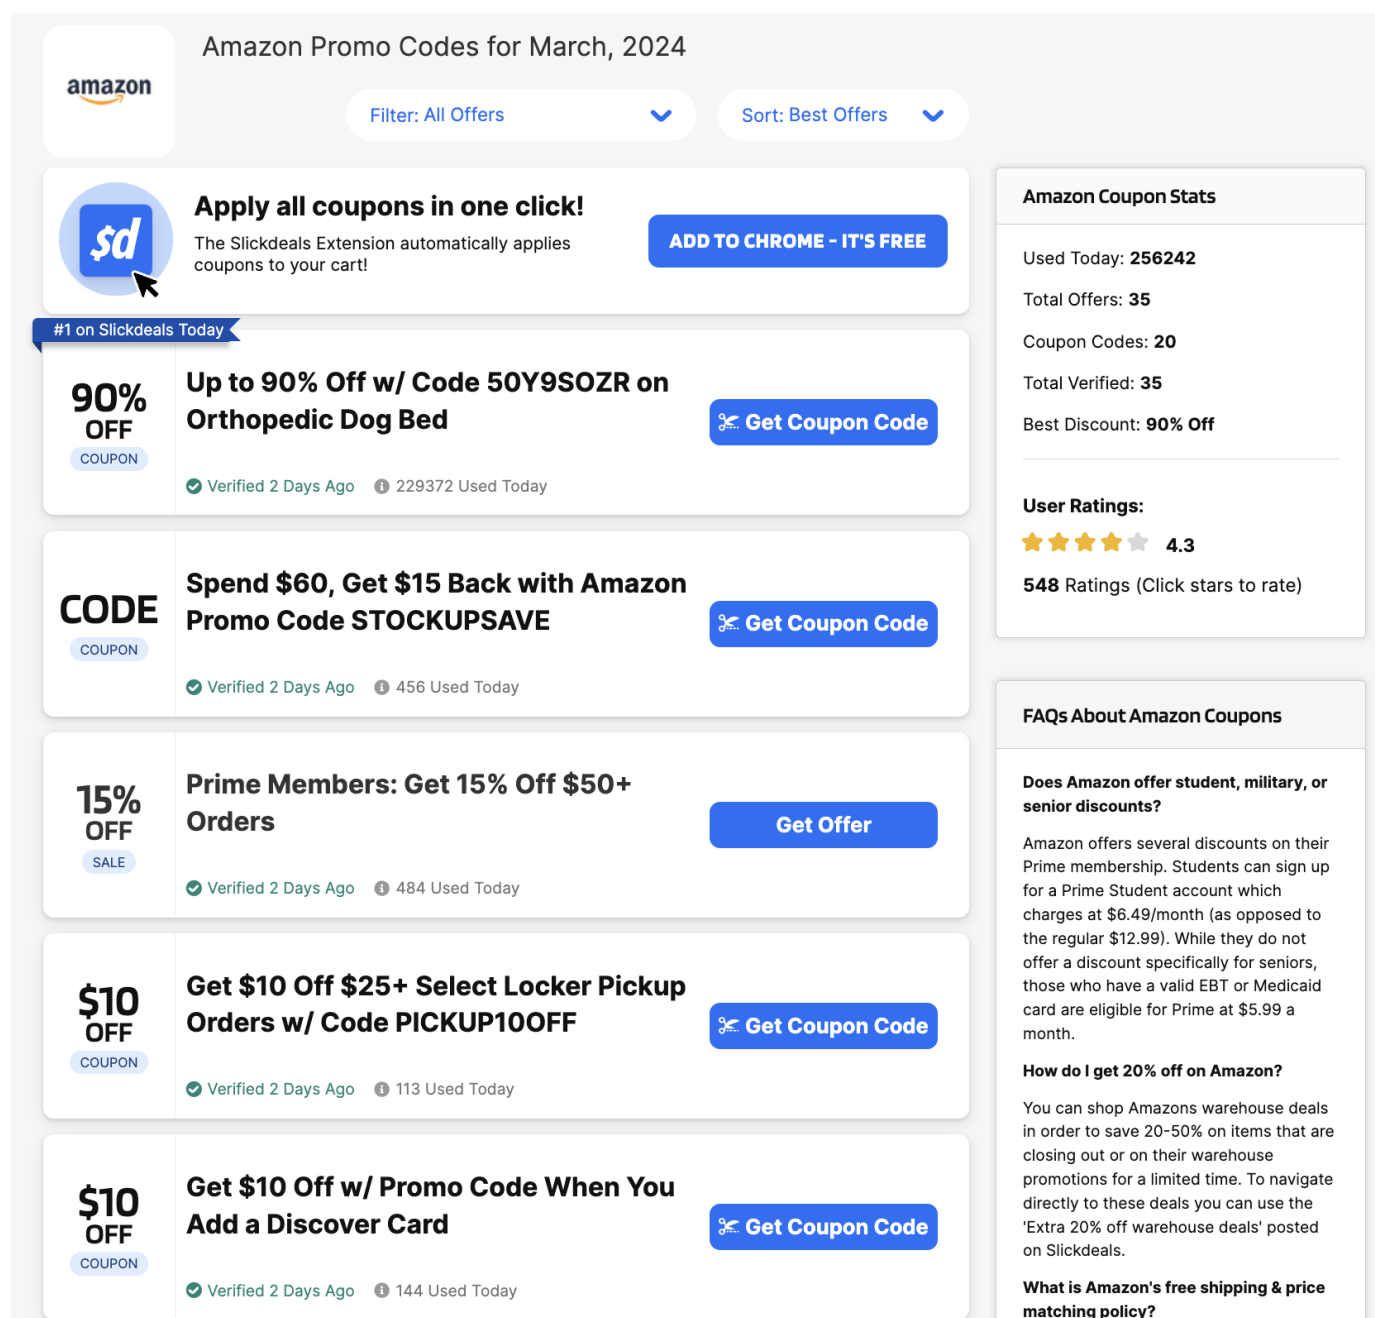 amazon
Amazon Promo Codes for March, 2024
Filter: All Offers
Sort: Best Offers
$d
Apply all coupons in one click!
The Slickdeals Extension automatically applies
coupons to your cart!
ADD TO CHROME - IT'S FREE
#1 on Slickdeals Today
90%
OFF
COUPON
Up to 90% Off w/ Code 50Y9SOZR on
Orthopedic Dog Bed
Get Coupon Code
Verified 2 Days Ago
229372 Used Today
CODE
COUPON
Spend $60, Get $15 Back with Amazon
Promo Code STOCKUPSAVE
Get Coupon Code
Verified 2 Days Ago
456 Used Today
15%
OFF
SALE
Prime Members: Get 15% Off $50+
Orders
Get Offer
Verified 2 Days Ago
484 Used Today
$10
OFF
COUPON
Get $10 Off $25+ Select Locker Pickup
Orders w/ Code PICKUP10OFF
Get Coupon Code
Verified 2 Days Ago
113 Used Today
$10
OFF
COUPON
Get $10 Off w/ Promo Code When You
Add a Discover Card
Get Coupon Code
Verified 2 Days Ago
144 Used Today
Amazon Coupon Stats
Used Today: 256242
Total Offers: 35
Coupon Codes: 20
Total Verified: 35
Best Discount: 90% Off
User Ratings:
4.3
548 Ratings (Click stars to rate)
FAQs About Amazon Coupons
Does Amazon offer student, military, or
senior discounts?
Amazon offers several discounts on their
Prime membership. Students can sign up
for a Prime Student account which
charges at $6.49/month (as opposed to
the regular $12.99). While they do not
offer a discount specifically for seniors,
those who have a valid EBT or Medicaid
card are eligible for Prime at $5.99 a
month.
How do I get 20% off on Amazon?
You can shop Amazons warehouse deals
in order to save 20-50% on items that are
closing out or on their warehouse
promotions for a limited time. To navigate
directly to these deals you can use the
'Extra 20% off warehouse deals' posted
on Slickdeals.
What is Amazon's free shipping & price
matching policy?